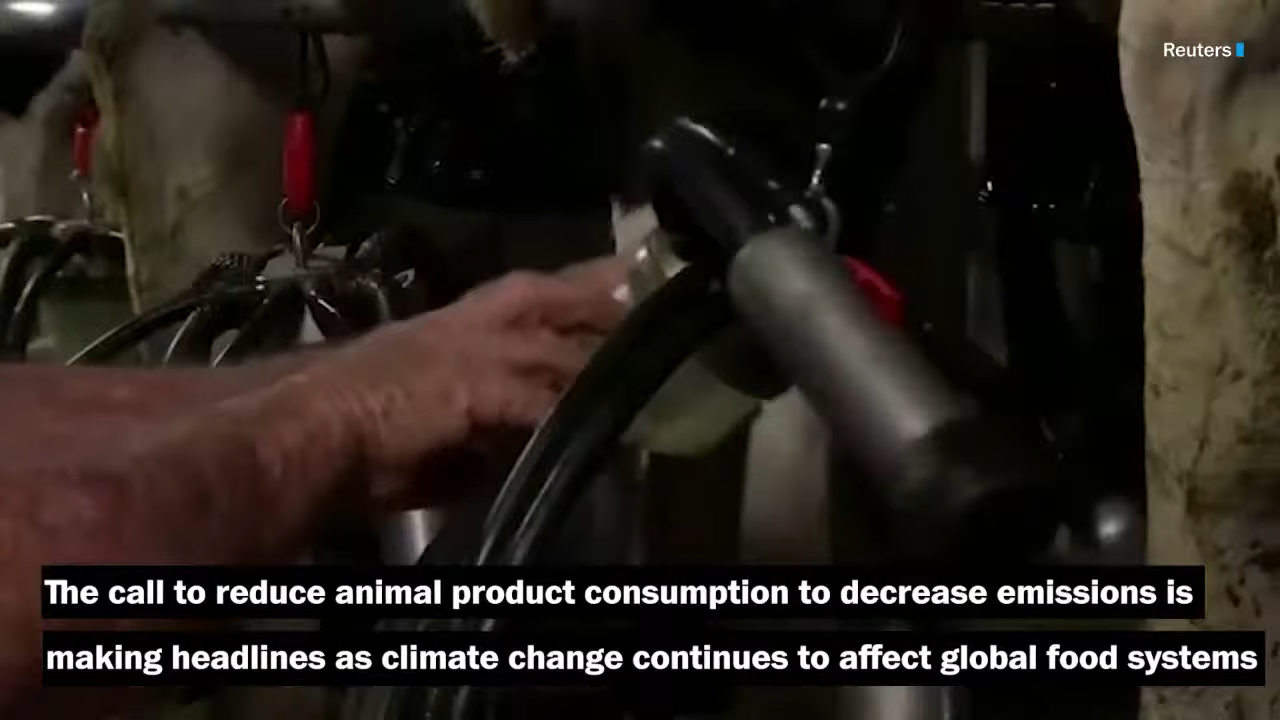 Reuters
The call to reduce animal product consumption to decrease emissions is
making headlines as climate change continues to affect global food systems